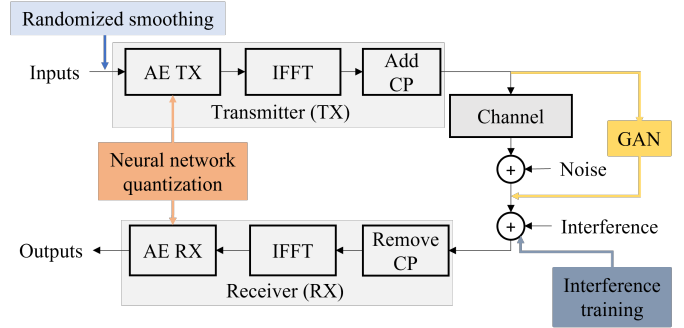 Randomized smoothing
Inputs
AE TX
IFFT
Add
CP
Transmitter (TX)
Channel
GAN
Neural network
quantization
+
Noise
+
Interference
Outputs
AE RX
IFFT
Remove
CP
Receiver (RX)
Interference
training